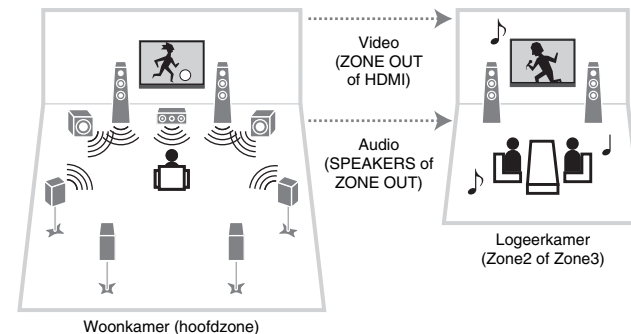 Video
(ZONE OUT
of HDMI)
Audio
(SPEAKERS of
ZONE OUT)
Logeerkamer
(Zone2 of Zone3)
Woonkamer (hoofdzone)